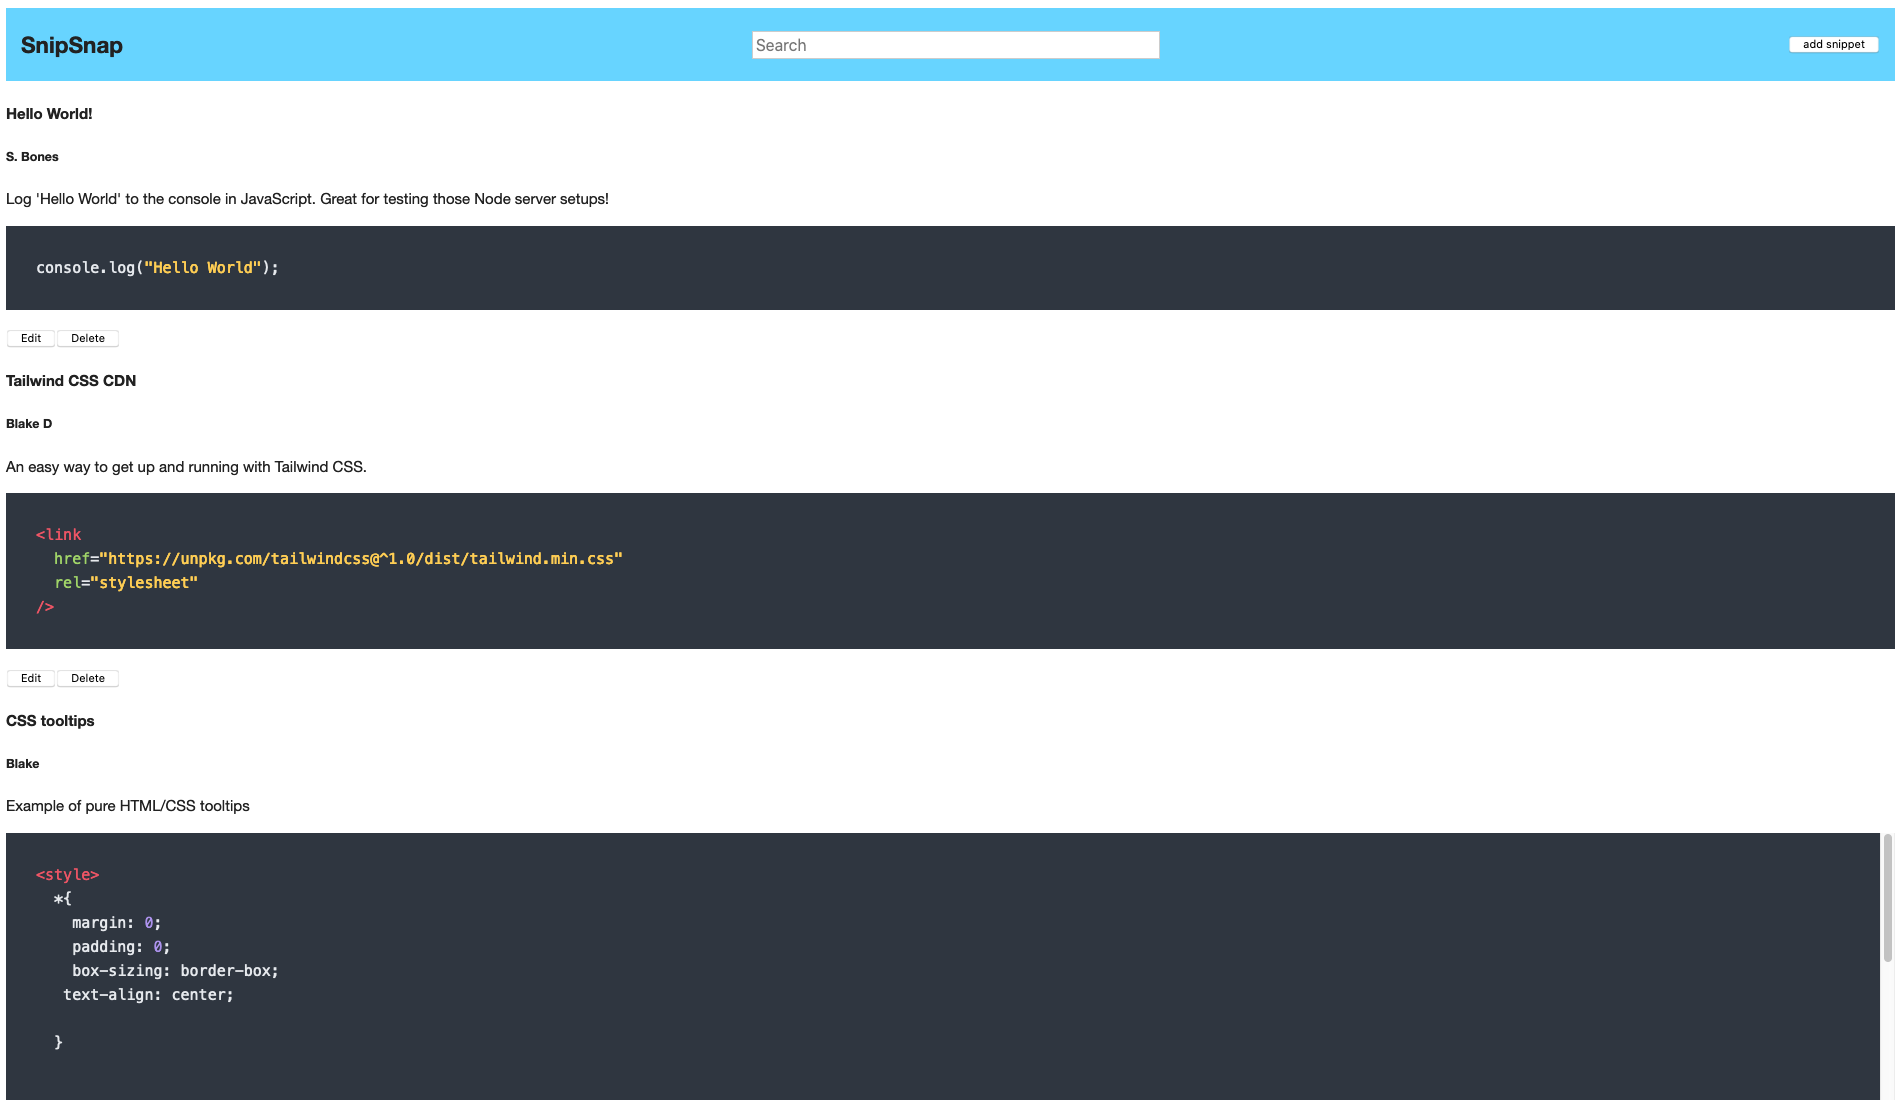 SnipSnap
Search
add snippet
Hello World!
S. Bones
Log 'Hello World' to the console in JavaScript. Great for testing those Node server setups!
console.log("Hello World");
Edit Delete
Tailwind CSS CDN
Blake D
An easy way to get up and running with Tailwind CSS.
<link
  href="https://unpkg.com/tailwindcss@^1.0/dist/tailwind.min.css"
  rel="stylesheet"
/>
Edit Delete
CSS tooltips
Blake
Example of pure HTML/CSS tooltips
<style>
  *{
    margin: 0;
    padding: 0;
    box-sizing: border-box;
   text-align: center;
  }